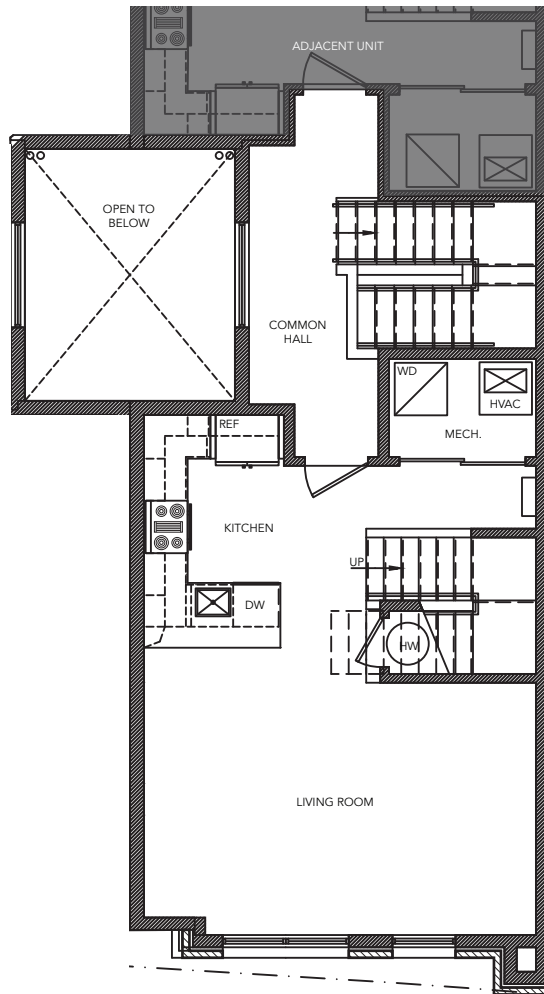 ADJACENT UNIT
OPEN TO
BELOW
COMMON
HALL
WD
HVAC
MECH.
REF
KITCHEN
UP
DW
HW
LIVING ROOM